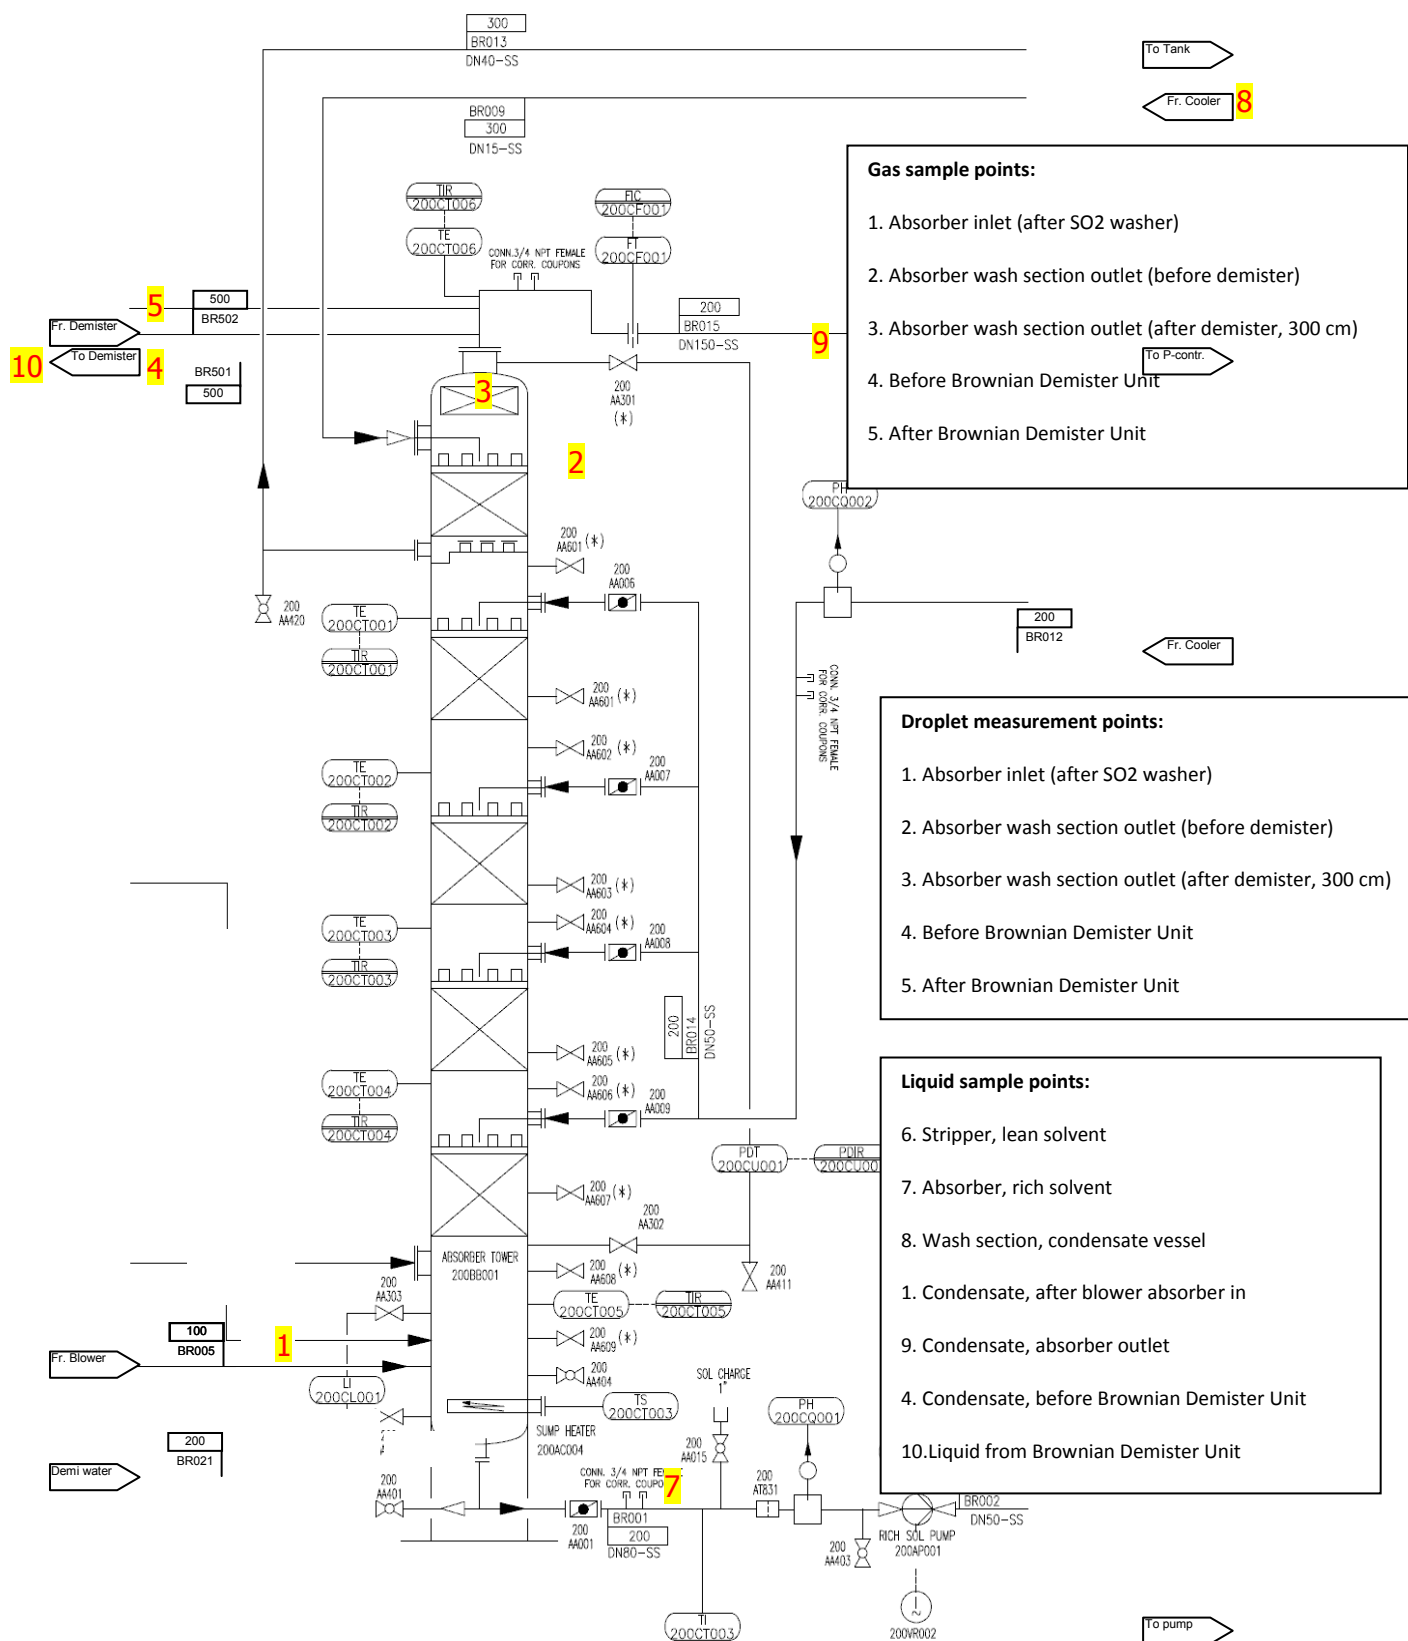 300
BR013
DN40-SS
To Tank
BR009
300
DN15-SS
Fr. Cooler
8
Gas sample points:
1. Absorber inlet (after SO2 washer)
2. Absorber wash section outlet (before demister)
3. Absorber wash section outlet (after demister, 300 cm)
4. Before Brownian Demister Unit
5. After Brownian Demister Unit
To P-contr.
TIR
200CT006
TE
200CT006
CONN.3/4 NPT FEMALE
FOR CORR. COUPONS
FIC
200CF001
FT
200CF001
5
500
BR502
Fr. Demister
10
To Demister
4
BR501
500
200
BR015
DN150-SS
9
3
200
AA301
(*)
2
PH
200CQ002
200
AA601 (*)
200
AA006
200
AA420
TE
200CT001
TIR
200CT001
200
BR012
Fr. Cooler
CONN. 3/4 NPT FEMALE
FOR CORR. COUPONS
200
AA601 (*)
200
AA602 (*)
200
AA007
TE
200CT002
TIR
200CT002
Droplet measurement points:
1. Absorber inlet (after SO2 washer)
2. Absorber wash section outlet (before demister)
3. Absorber wash section outlet (after demister, 300 cm)
4. Before Brownian Demister Unit
5. After Brownian Demister Unit
200
AA603 (*)
200
AA604 (*)
200
AA008
TE
200CT003
TIR
200CT003
200
BR014
DN50-SS
200
AA605 (*)
200
AA606 (*)
200
AA009
TE
200CT004
TIR
200CT004
PDT
200CU001
PDIR
200CU00
Liquid sample points:
6. Stripper, lean solvent
7. Absorber, rich solvent
8. Wash section, condensate vessel
1. Condensate, after blower absorber in
9. Condensate, absorber outlet
4. Condensate, before Brownian Demister Unit
10.Liquid from Brownian Demister Unit
200
AA607 (*)
200
AA302
ABSORBER TOWER
200BB001
200
AA608 (*)
200
AA411
200
AA303
TE
200CT005
TIR
200CT005
100
BR005
1
200
AA609 (*)
Fr. Blower
200
AA404
LI
200CL001
SOL CHARGE
1"
TS
200CT003
PH
200CQ001
SUMP HEATER
200AC004
200
BR021
Demi water
200
AA015
CONN. 3/4 NPT FE
FOR CORR. COUPO
7
200
AT831
200
AA401
BR001
200
DN80-SS
200
AA001
BR002
DN50-SS
RICH SOL PUMP
200AP001
200
AA403
TI
200CT003
200VR002
To pump